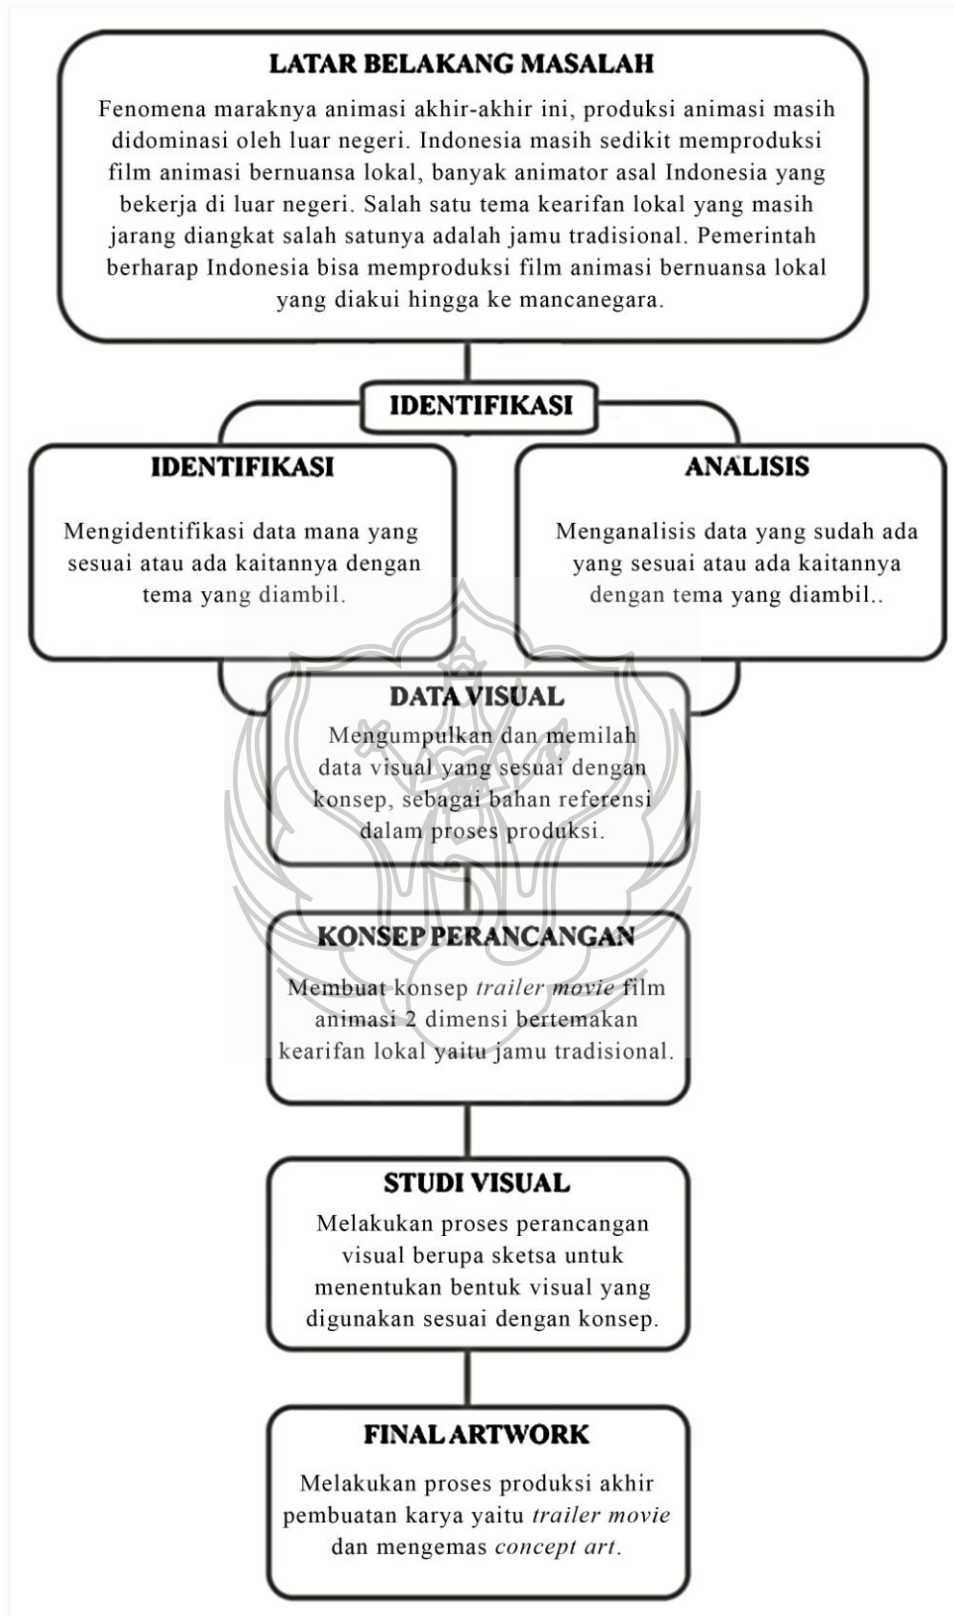 LATAR BELAKANG MASALAH
Fenomena maraknya animasi akhir-akhir ini, produksi animasi masih
didominasi oleh luar negeri. Indonesia masih sedikit memproduksi
film animasi bernuansa lokal, banyak animator asal Indonesia yang
bekerja di luar negeri. Salah satu tema kearifan lokal yang masih
jarang diangkat salah satunya adalah jamu tradisional. Pemerintah
berharap Indonesia bisa memproduksi film animasi bernuansa lokal
yang diakui hingga ke mancanegara.
IDENTIFIKASI
IDENTIFIKASI
Mengidentifikasi data mana yang
sesuai atau ada kaitannya dengan
tema yang diambil.
ANALISIS
Menganalisis data yang sudah ada
yang sesuai atau ada kaitannya
dengan tema yang diambil..
DATA VISUAL
Mengumpulkan dan memilah
data visual yang sesuai dengan
konsep, sebagai bahan referensi
dalam proses produksi.
KONSEP PERANCANGAN
Membuat konsep trailer movie film
animasi 2 dimensi bertemakan
kearifan lokal yaitu jamu tradisional.
STUDI VISUAL
Melakukan proses perancangan
visual berupa sketsa untuk
menentukan bentuk visual yang
digunakan sesuai dengan konsep.
FINAL ARTWORK
Melakukan proses produksi akhir
pembuatan karya yaitu trailer movie
dan mengemas concept art.